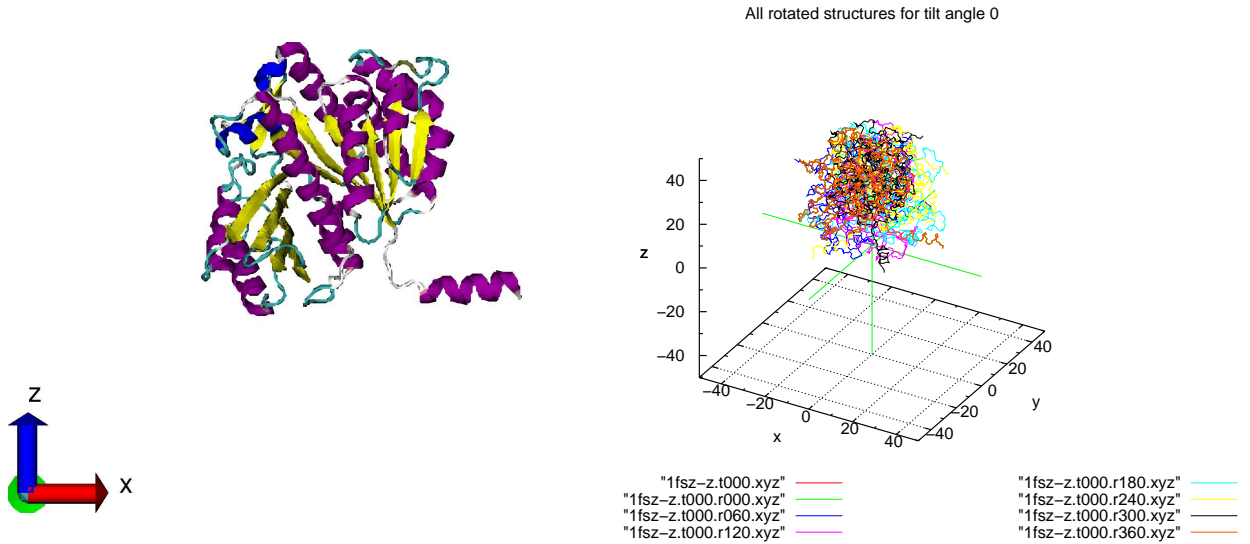 All rotated structures for tilt angle 0
z
40
20
0
−20
−40
−40
−20
0
20
40
x
−40
−20
0
20
40
y
Z
X
"1fsz−z.t000.xyz"
"1fsz−z.t000.r000.xyz"
"1fsz−z.t000.r060.xyz"
"1fsz−z.t000.r120.xyz"
"1fsz−z.t000.r180.xyz"
"1fsz−z.t000.r240.xyz"
"1fsz−z.t000.r300.xyz"
"1fsz−z.t000.r360.xyz"